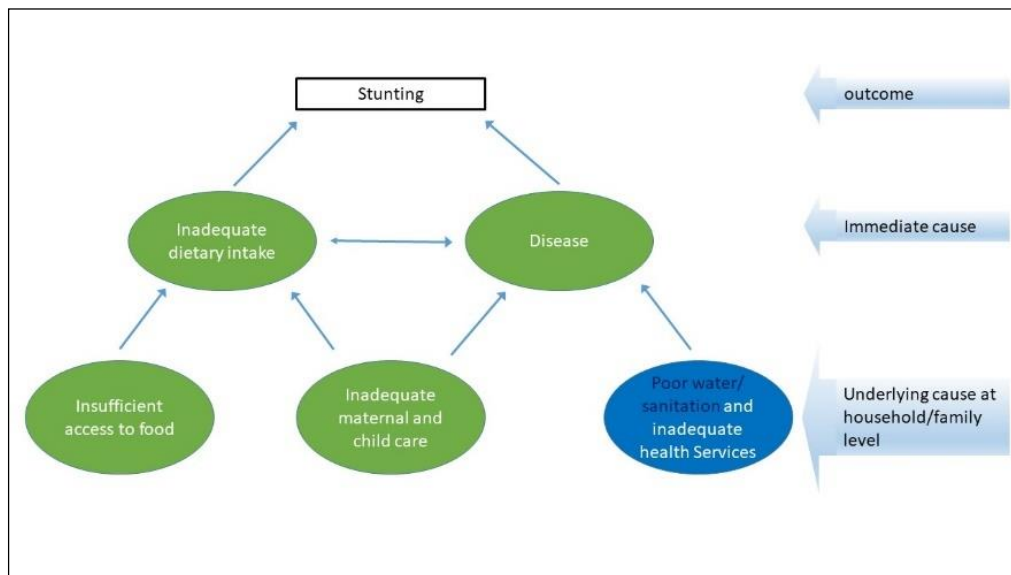 Stunting
outcome
Inadequate
dietary intake
Disease
Immediate cause
Insufficient
access to food
Inadequate
maternal and
child care
Poor water/
sanitation and
inadequate
health Services
Underlying cause at
household/family
level